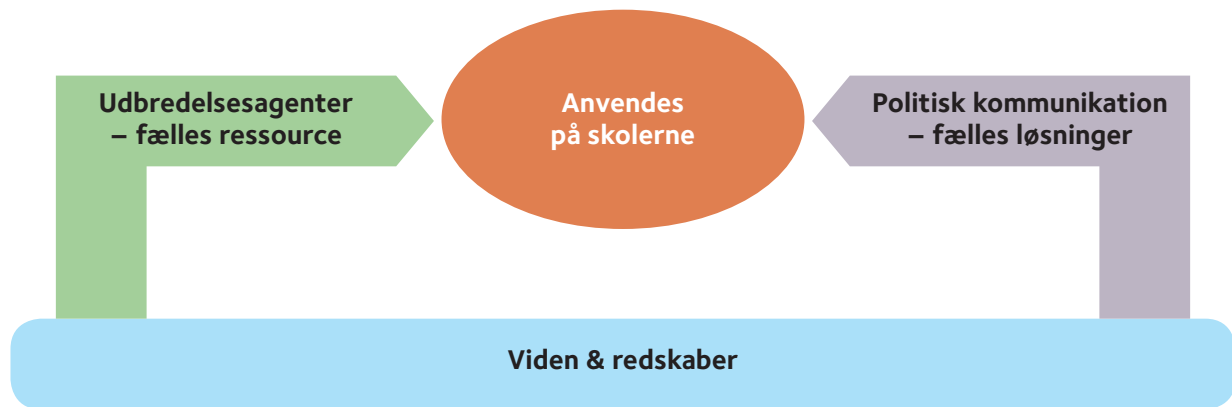 Udbredelsesagenter
– fælles ressource
Anvendes
på skolerne
Politisk kommunikation
– fælles løsninger
Viden & redskaber